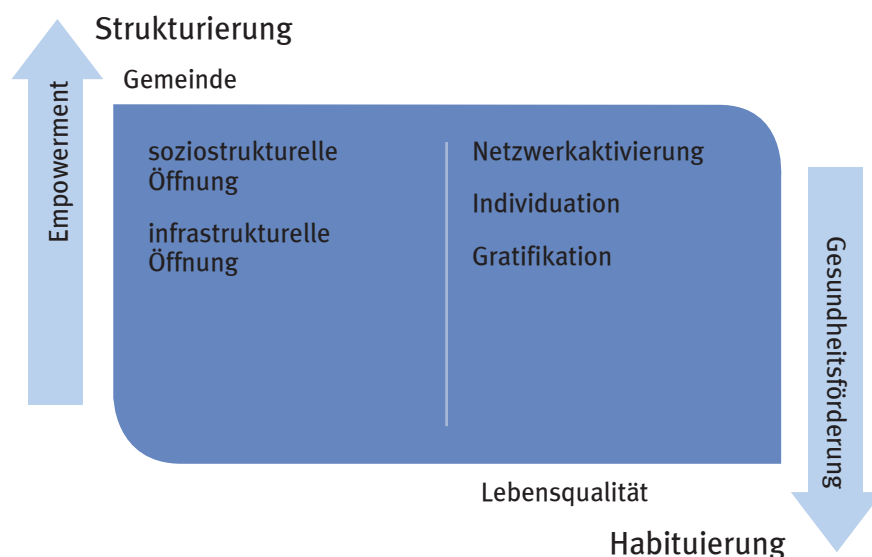 Strukturierung
Gemeinde
Empowerment
soziostrukturelle
Öffnung
infrastrukturelle
Öffnung
Netzwerkaktivierung
Individuation
Gratifikation
Gesundheitsförderung
Lebensqualität
Habituierung